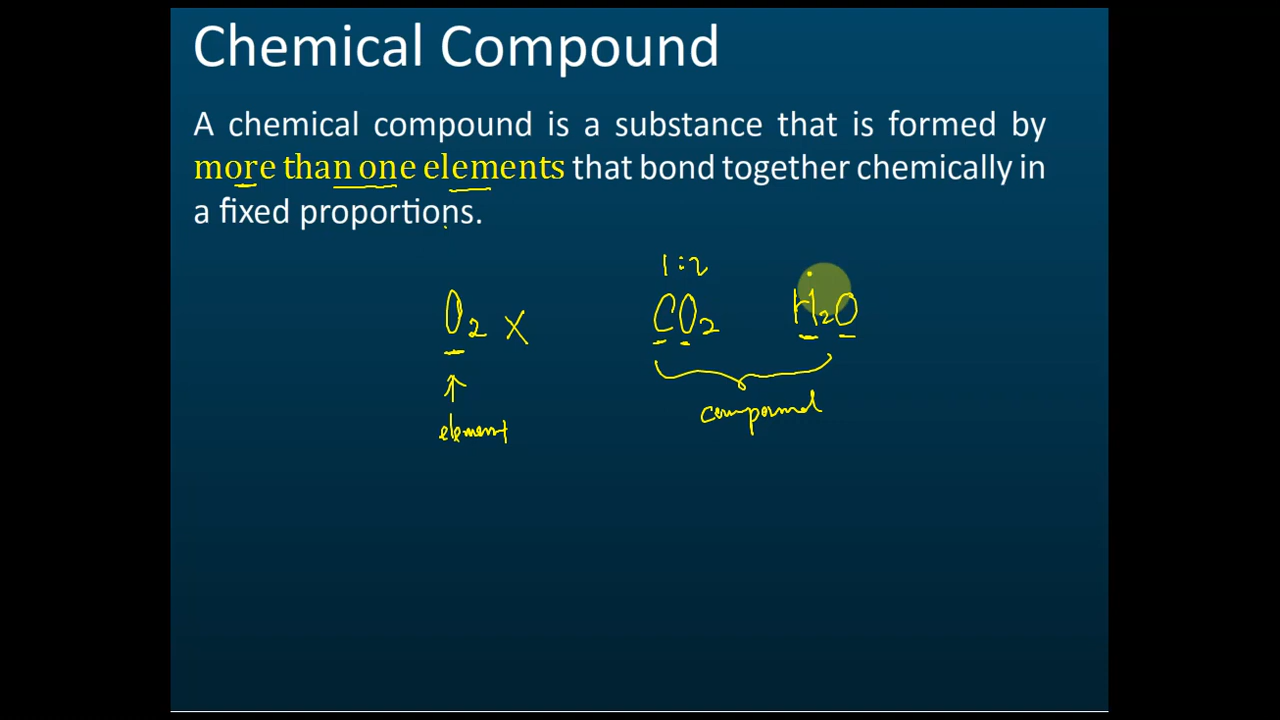 Chemical Compound
A chemical compound is a substance that is formed by
more than one elements that bond together chemically in
a fixed proportions.
1:2
O2 X CO2 H2O
compound
element